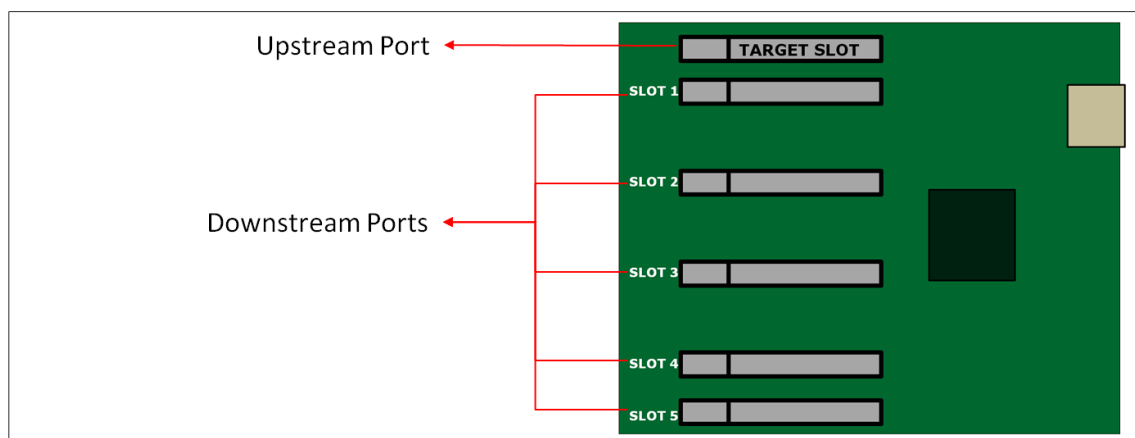 Upstream Port
TARGET SLOT
SLOT 1
SLOT 2
Downstream Ports
SLOT 3
SLOT 4
SLOT 5